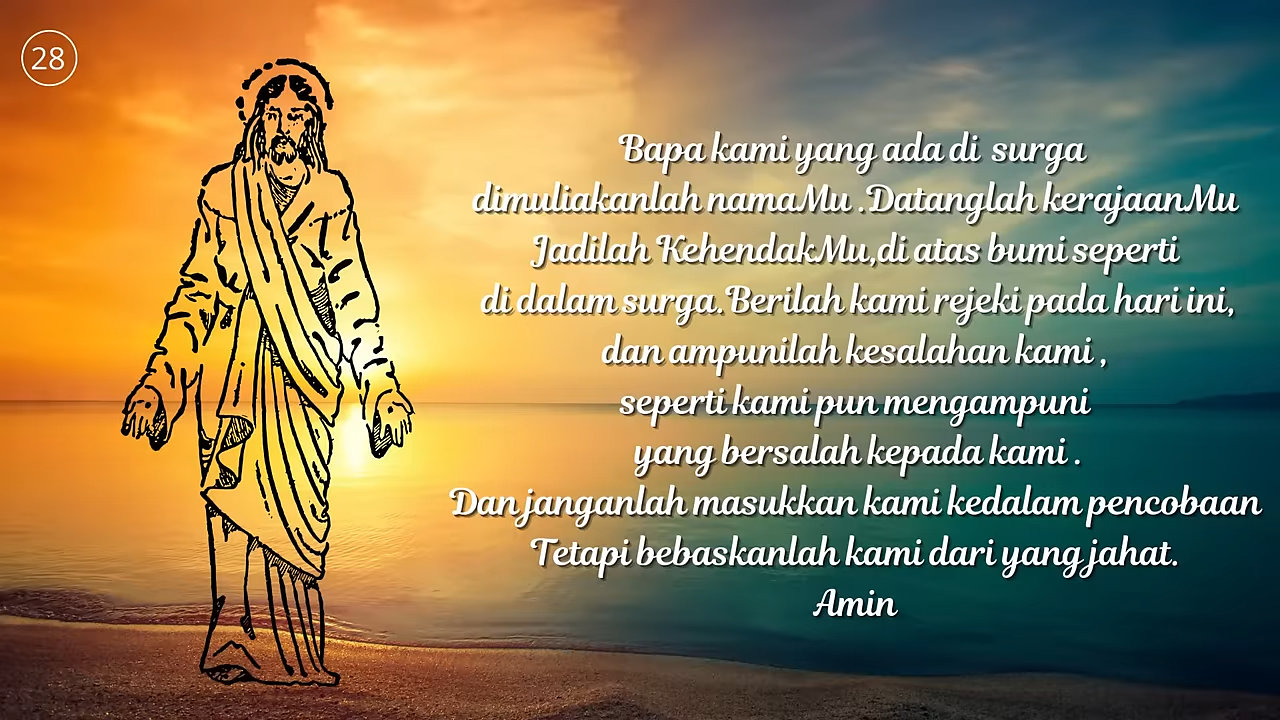 28
Bapa kami yang ada di surga
dimuliakanlah namaMu .Datanglah kerajaanMu
Jadilah KehendakMu,di atas bumi seperti
di dalam surga.Berilah kami rejeki pada hari ini,
dan ampunilah kesalahan kami ,
seperti kami pun mengampuni
yang bersalah kepada kami .
Dan janganlah masukkan kami kedalam pencobaan
Tetapi bebaskanlah kami dari yang jahat.
Amin